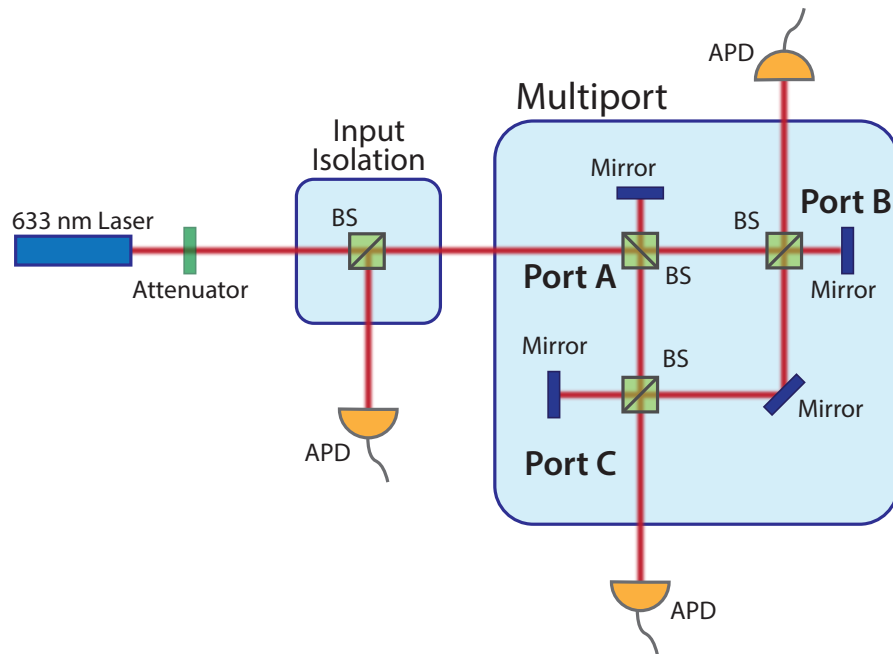 APD
Multiport
Input
Isolation
Mirror
Port B
633 nm Laser
BS
BS
Port A
BS
Mirror
Attenuator
Mirror
BS
Mirror
APD
Port C
APD